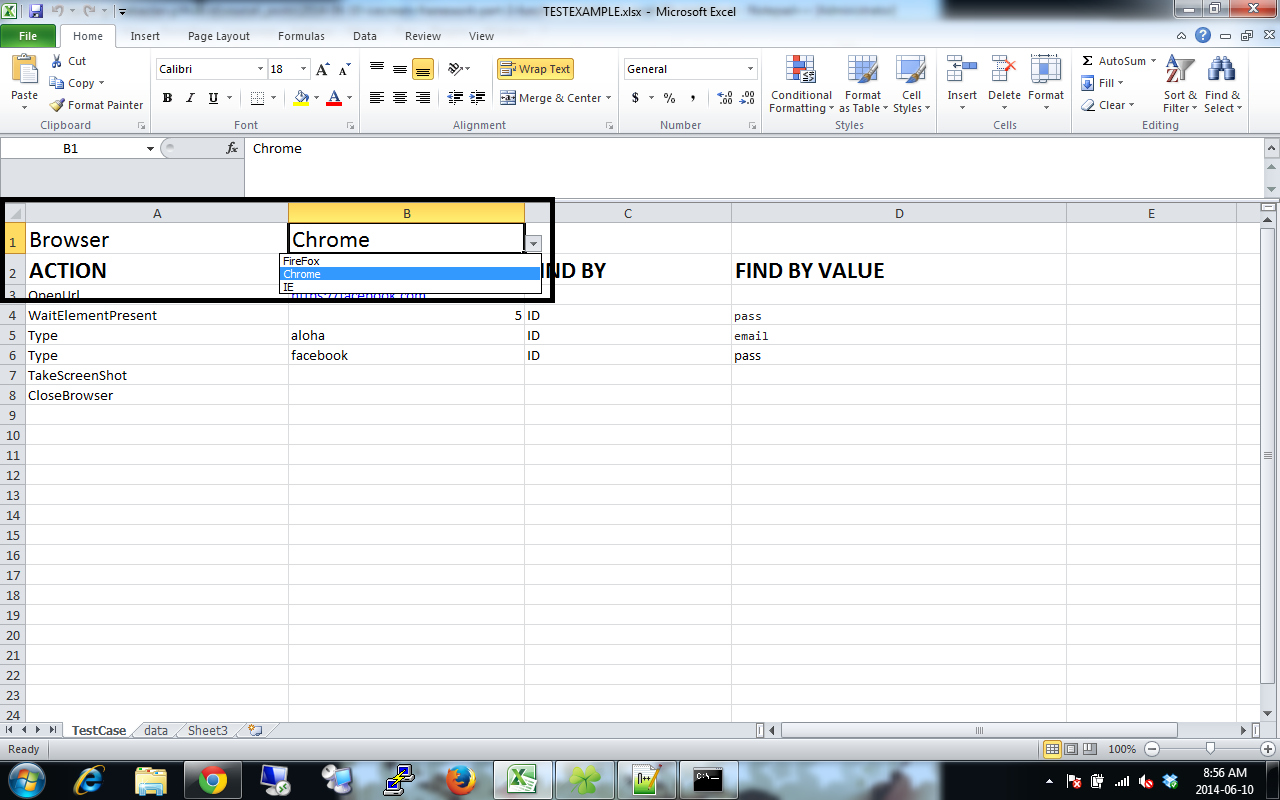 TESTEXAMPLE.xlsx - Microsoft Excel
File Home Insert Page Layout Formulas Data Review View
Paste
Cut
Copy
Format Painter
Clipboard
Calibri 18
B I U
Font
Wrap Text
Merge & Center
Alignment
General
$ % ,
Number
Conditional Formatting
Format as Table
Cell Styles
Styles
Insert
Delete
Format
Cells
AutoSum
Fill
Clear
Sort & Filter
Find & Select
Editing
B1 fx Chrome
A B C D E
1 Browser Chrome
FireFox
Chrome
IE
2 ACTION ND BY FIND BY VALUE
3 OpenUrl https://facebook.com
4 WaitElementPresent 5 ID pass
5 Type aloha ID email
6 Type facebook ID pass
7 TakeScreenShot
8 CloseBrowser
9
10
11
12
13
14
15
16
17
18
19
20
21
22
23
24
TestCase data Sheet3
Ready 100%
8:56 AM
2014-06-10